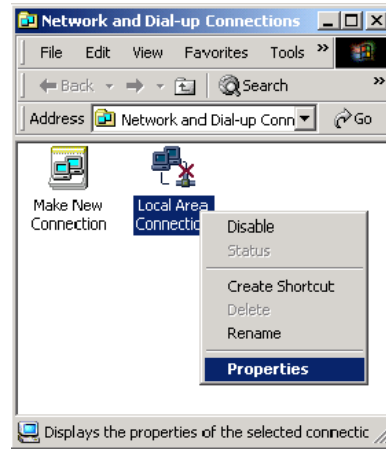 Network and Dial-up Connections
File Edit View Favorites Tools »
Back Search »
Address Network and Dial-up Conn Go
Make New Connection
Local Area Connectio
Disable
Status
Create Shortcut
Delete
Rename
Properties
Displays the properties of the selected connectic